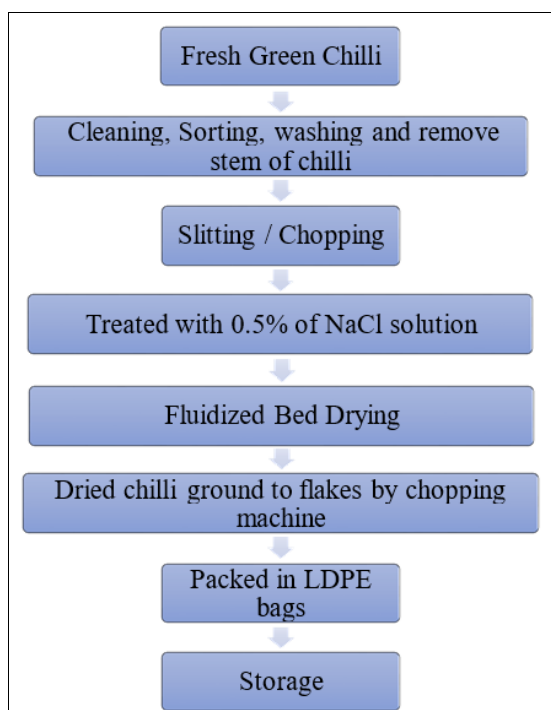 Fresh Green Chilli
Cleaning, Sorting, washing and remove
stem of chilli
Slitting / Chopping
Treated with 0.5% of NaCl solution
Fluidized Bed Drying
Dried chilli ground to flakes by chopping
machine
Packed in LDPE
bags
Storage